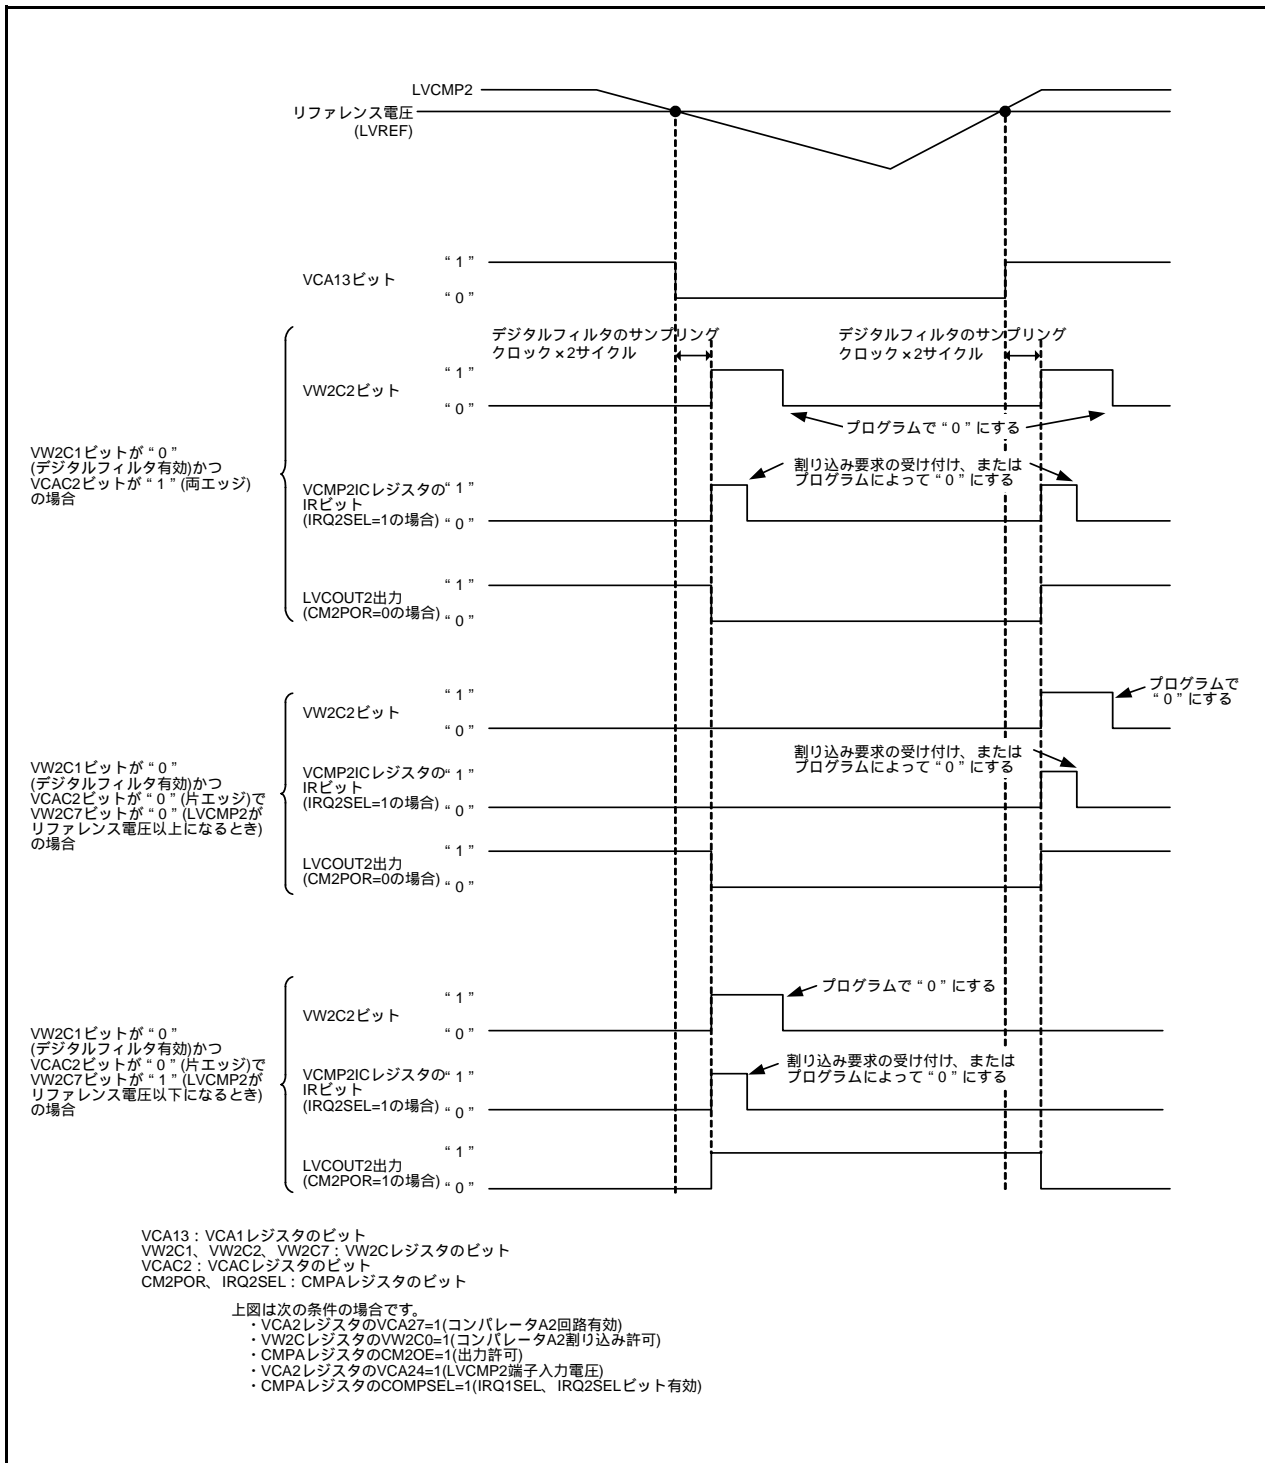 LVCMP2
リファレンス電圧
(LVREF)
VCA13ビット
“ 1 ”
“ 0 ”
デジタルフィルタのサンプリング
クロック×2サイクル
デジタルフィルタのサンプリング
クロック×2サイクル
VW2C1ビットが“ 0 ”
(デジタルフィルタ有効)かつ
VCAC2ビットが“ 1 ” (両エッジ)
の場合
VW2C2ビット
“ 1 ”
“ 0 ”
プログラムで“ 0 ” にする
VCMP2ICレジスタの
IRビット
(IRQ2SEL=1の場合)
“ 1 ”
“ 0 ”
割り込み要求の受け付け、または
プログラムによって“ 0 ” にする
LVCOUT2出力
(CM2POR=0の場合)
“ 1 ”
“ 0 ”
VW2C1ビットが“ 0 ”
(デジタルフィルタ有効)かつ
VCAC2ビットが“ 0 ” (片エッジ)で
VW2C7ビットが“ 0 ” (LVCMP2が
リファレンス電圧以上になるとき)
の場合
VW2C2ビット
“ 1 ”
“ 0 ”
プログラムで
“ 0 ” にする
VCMP2ICレジスタの
IRビット
(IRQ2SEL=1の場合)
“ 1 ”
“ 0 ”
割り込み要求の受け付け、または
プログラムによって“ 0 ” にする
LVCOUT2出力
(CM2POR=0の場合)
“ 1 ”
“ 0 ”
VW2C1ビットが“ 0 ”
(デジタルフィルタ有効)かつ
VCAC2ビットが“ 0 ” (片エッジ)で
VW2C7ビットが“ 1 ” (LVCMP2が
リファレンス電圧以下になるとき)
の場合
VW2C2ビット
“ 1 ”
“ 0 ”
プログラムで“ 0 ” にする
VCMP2ICレジスタの
IRビット
(IRQ2SEL=1の場合)
“ 1 ”
“ 0 ”
割り込み要求の受け付け、または
プログラムによって“ 0 ” にする
LVCOUT2出力
(CM2POR=1の場合)
“ 1 ”
“ 0 ”
VCA13：VCA1レジスタのビット
VW2C1、VW2C2、VW2C7：VW2Cレジスタのビット
VCAC2：VCACレジスタのビット
CM2POR、IRQ2SEL：CMPAレジスタのビット
上図は次の条件の場合です。
・VCA2レジスタのVCA27=1(コンパレータA2回路有効)
・VW2CレジスタのVW2C0=1(コンパレータA2割り込み許可)
・CMPAレジスタのCM2OE=1(出力許可)
・VCA2レジスタのVCA24=1(LVCMP2端子入力電圧)
・CMPAレジスタのCOMPSEL=1(IRQ1SEL、IRQ2SELビット有効)